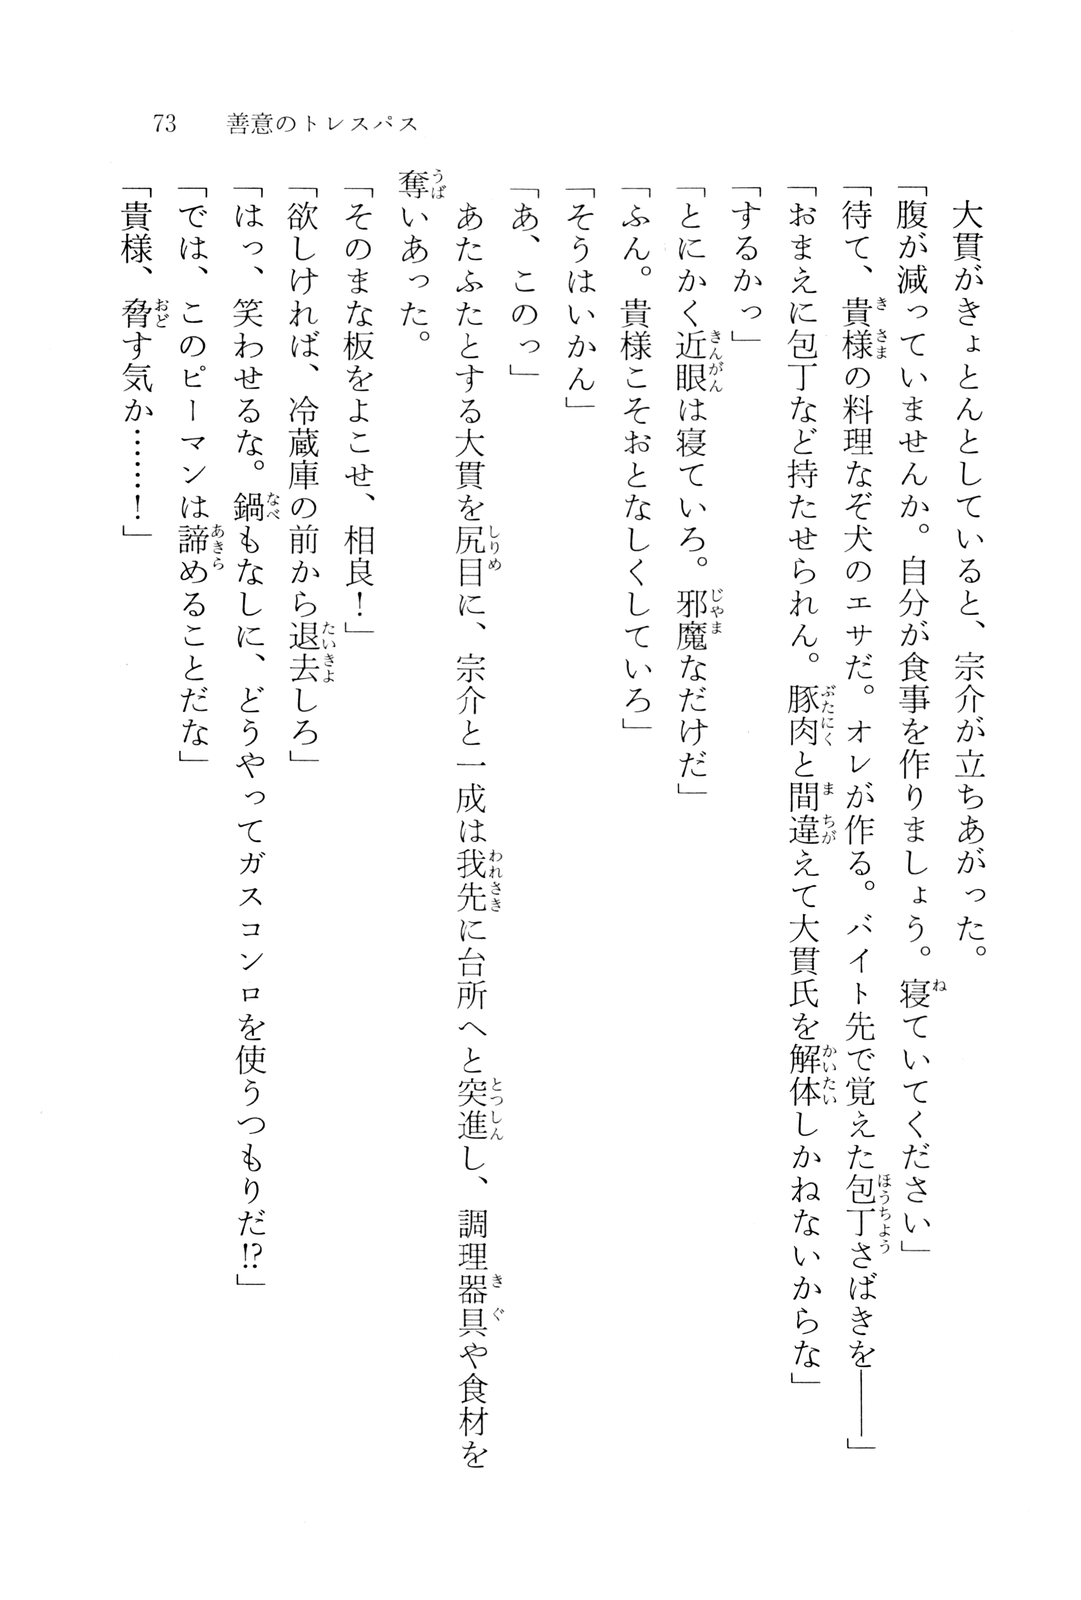 73　善意のトレスパス
　大貫がきょとんとしていると、宗介が立ちあがった。
「腹が減っていませんか。自分が食事を作りましょう。寝ていてください」
「待て、貴様の料理なぞ犬のエサだ。オレが作る。バイト先で覚えた包丁さばきを――」
「おまえに包丁など持たせられん。豚肉と間違えて大貫氏を解体しかねないからな」
「するかっ」
「とにかく近眼は寝ていろ。邪魔なだけだ」
「ふん。貴様こそおとなしくしていろ」
「そうはいかん」
「あ、このっ」
　あたふたとする大貫を尻目に、宗介と一成は我先に台所へと突進し、調理器具や食材を
奪いあった。
「そのまな板をよこせ、相良！」
「欲しければ、冷蔵庫の前から退去しろ」
「はっ、笑わせるな。鍋もなしに、どうやってガスコンロを使うつもりだ!?」
「では、このピーマンは諦めることだな」
「貴様、脅す気か……！」